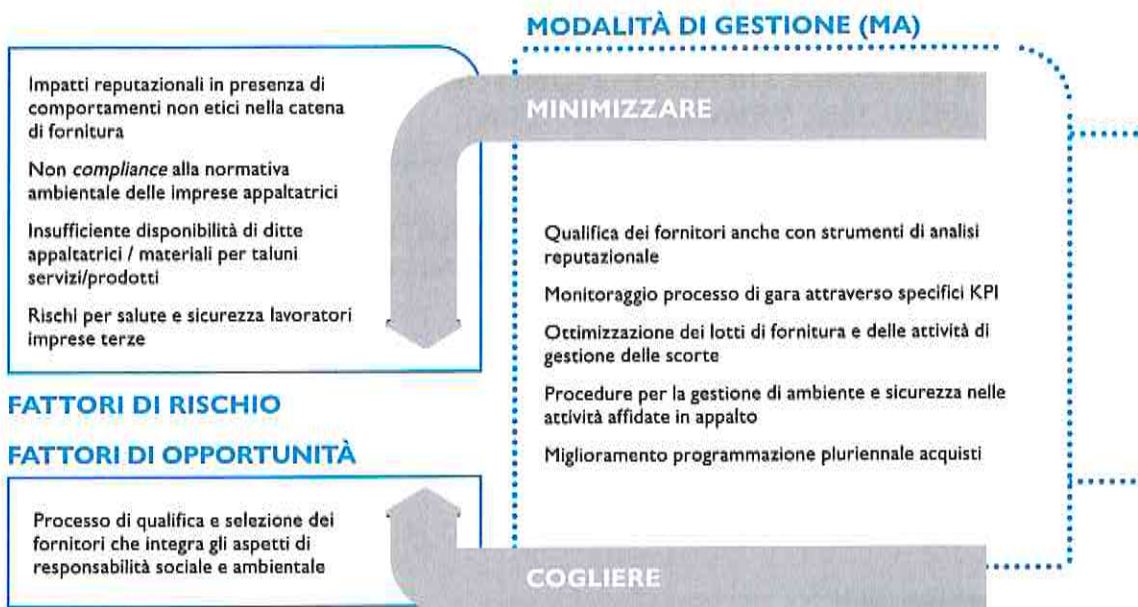 MODALITÀ DI GESTIONE (MA)
Impatti reputazionali in presenza di
comportamenti non etici nella catena
di fornitura
Non compliance alla normativa
ambientale delle imprese appaltatrici
Insufficiente disponibilità di ditte
appaltatrici / materiali per taluni
servizi/prodotti
Rischi per salute e sicurezza lavoratori
imprese terze
FATTORI DI RISCHIO
FATTORI DI OPPORTUNITÀ
Processo di qualifica e selezione dei
fornitori che integra gli aspetti di
responsabilità sociale e ambientale
MINIMIZZARE
Qualifica dei fornitori anche con strumenti di analisi
reputazionale
Monitoraggio processo di gara attraverso specifici KPI
Ottimizzazione dei lotti di fornitura e delle attività di
gestione delle scorte
Procedure per la gestione di ambiente e sicurezza nelle
attività affidate in appalto
Miglioramento programmazione pluriennale acquisti
COGLIERE